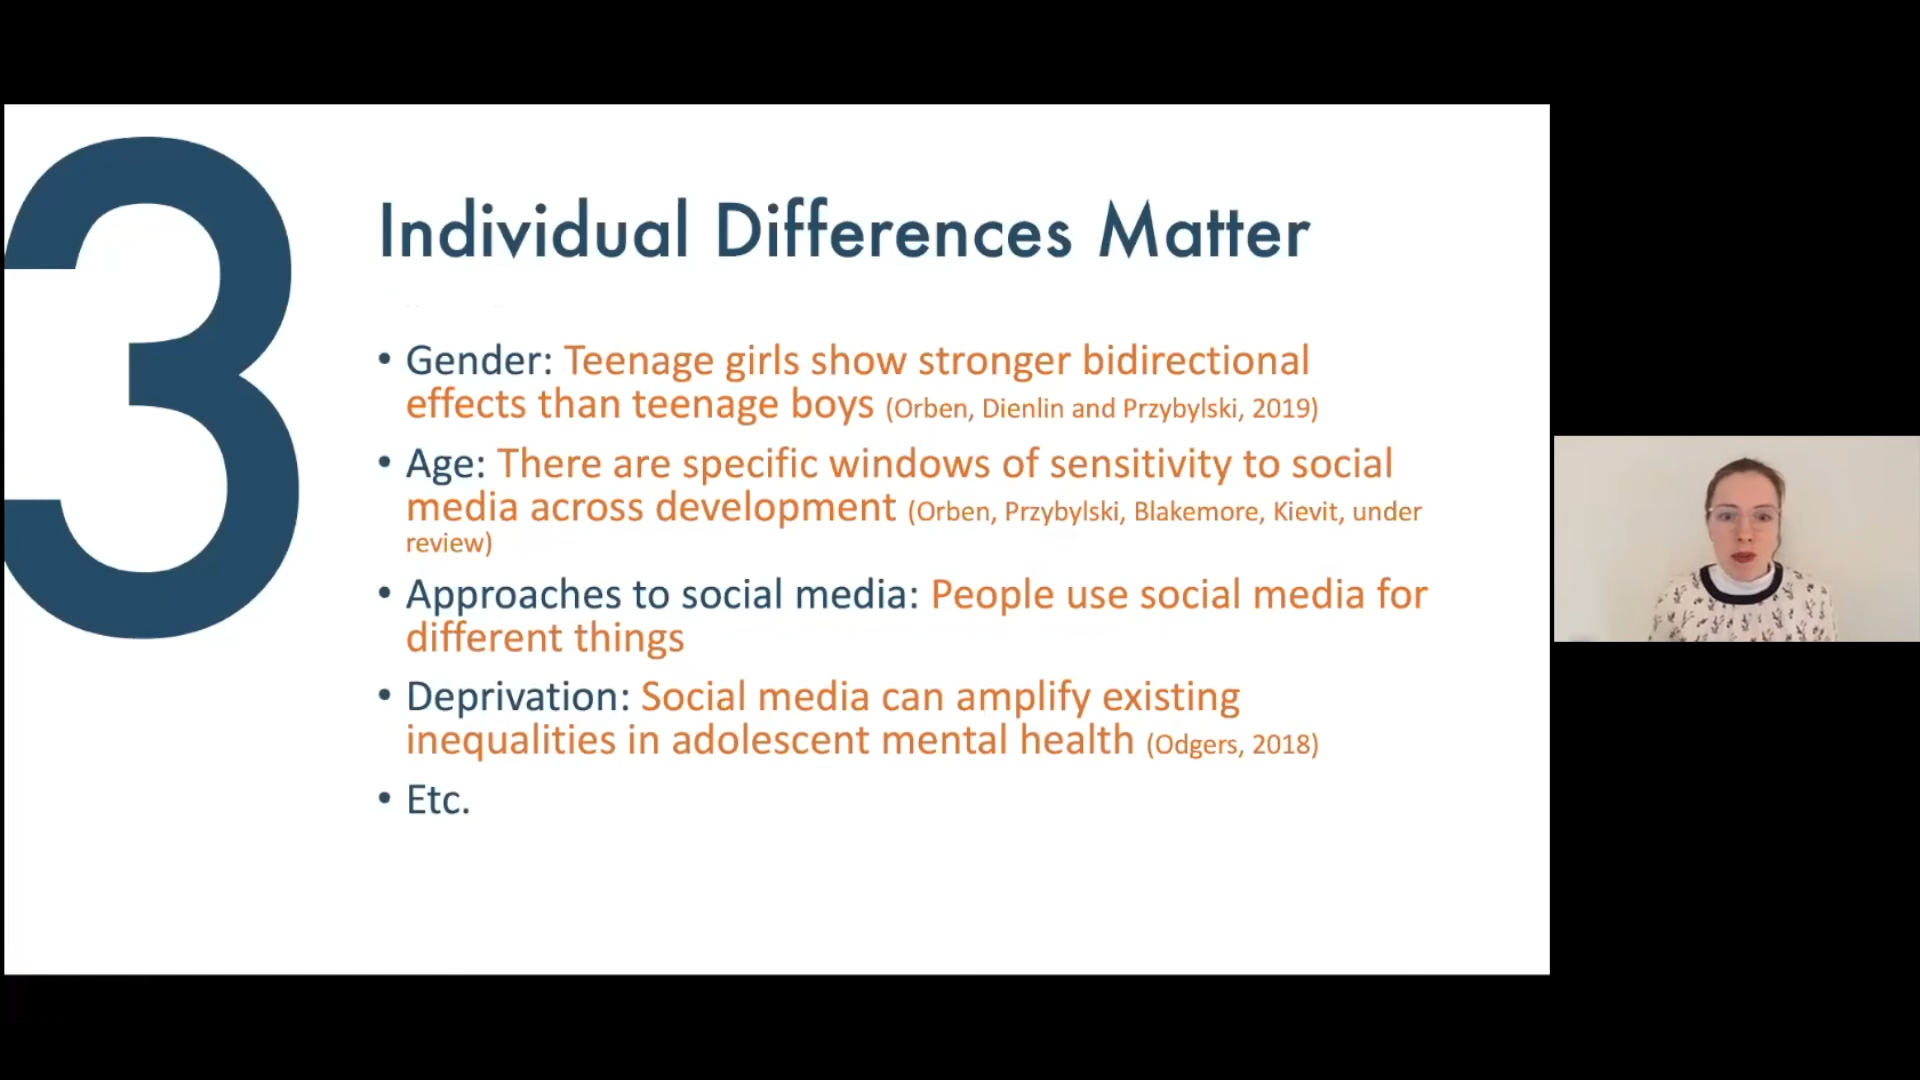 3
Individual Differences Matter
• Gender: Teenage girls show stronger bidirectional
effects than teenage boys (Orben, Dienlin and Przybylski, 2019)
• Age: There are specific windows of sensitivity to social
media across development (Orben, Przybylski, Blakemore, Kievit, under
review)
• Approaches to social media: People use social media for
different things
• Deprivation: Social media can amplify existing
inequalities in adolescent mental health (Odgers, 2018)
• Etc.